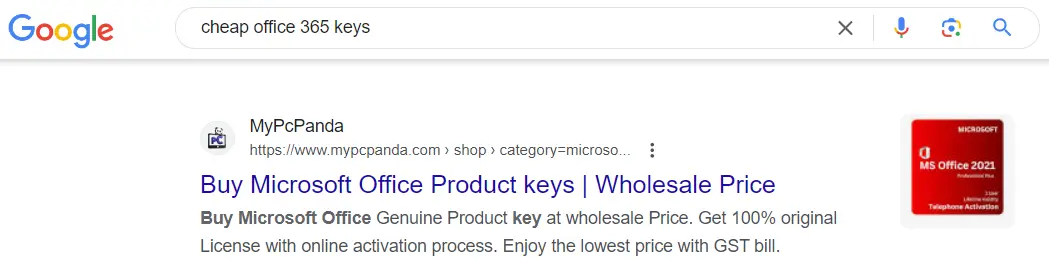 Google
cheap office 365 keys
MyPcPanda
https://www.mypcpanda.com › shop › category=microso...
Buy Microsoft Office Product keys | Wholesale Price
Buy Microsoft Office Genuine Product key at wholesale Price. Get 100% original
License with online activation process. Enjoy the lowest price with GST bill.
PC
MICROSOFT
MS Office 2021
Professional Plus
1 User
Lifetime Validity
Telephone Activation